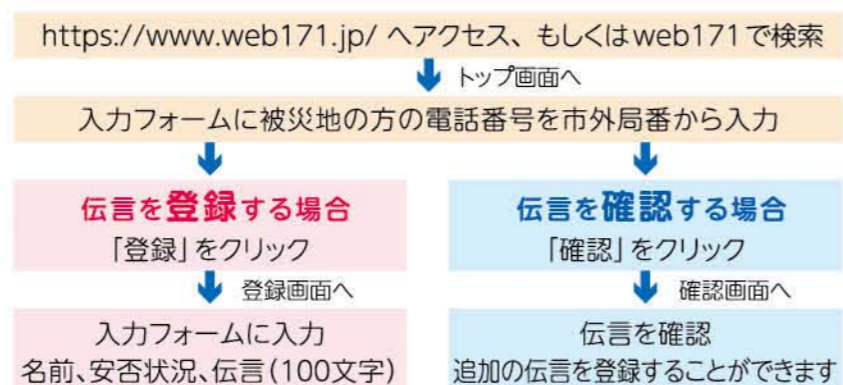 https://www.web171.jp/ へアクセス、もしくはweb171で検索
トップ画面へ
入力フォームに被災地の方の電話番号を市外局番から入力
伝言を登録する場合
「登録」をクリック
登録画面へ
入力フォームに入力
名前、安否状況、伝言(100文字)
伝言を確認する場合
「確認」をクリック
確認画面へ
伝言を確認
追加の伝言を登録することができます